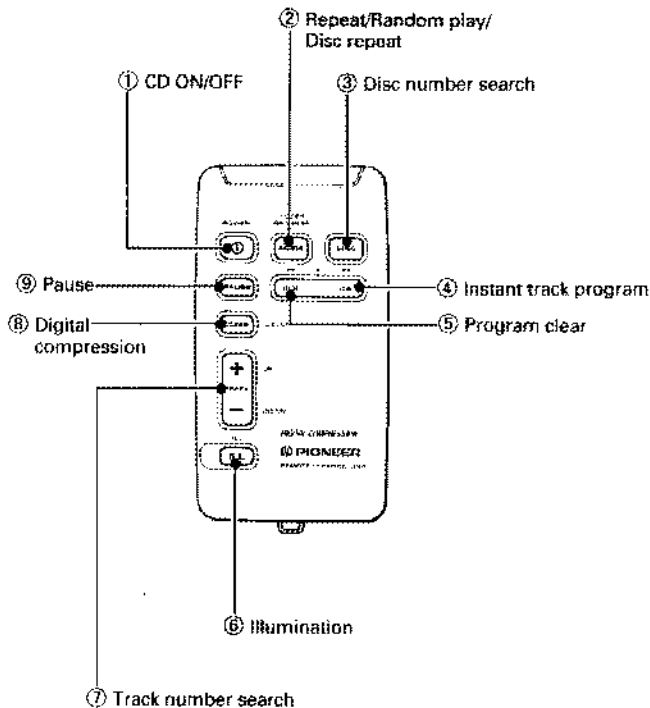 ② Repeat/Random play/
Disc repeat
① CD ON/OFF
③ Disc number search
⑨ Pause
④ Instant track program
⑧ Digital
compression
⑤ Program clear
PAUSE
+
−
PIONEER
⑥ Illumination
⑦ Track number search